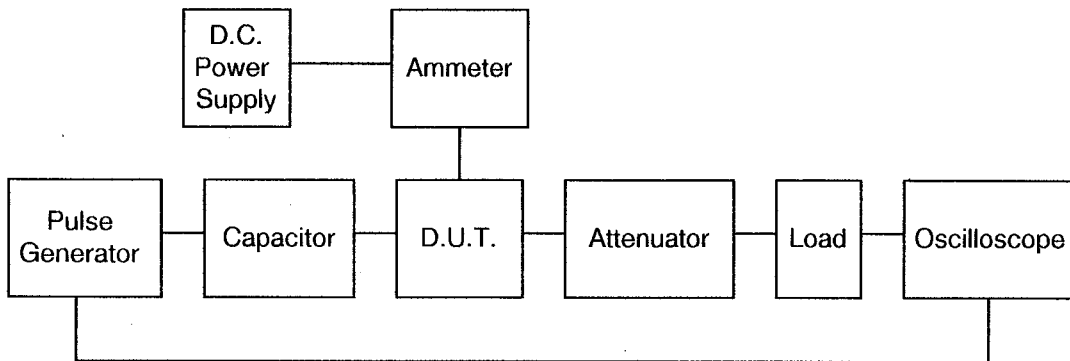 D.C.
Power
Supply
Ammeter
Pulse
Generator
Capacitor
D.U.T.
Attenuator
Load
Oscilloscope